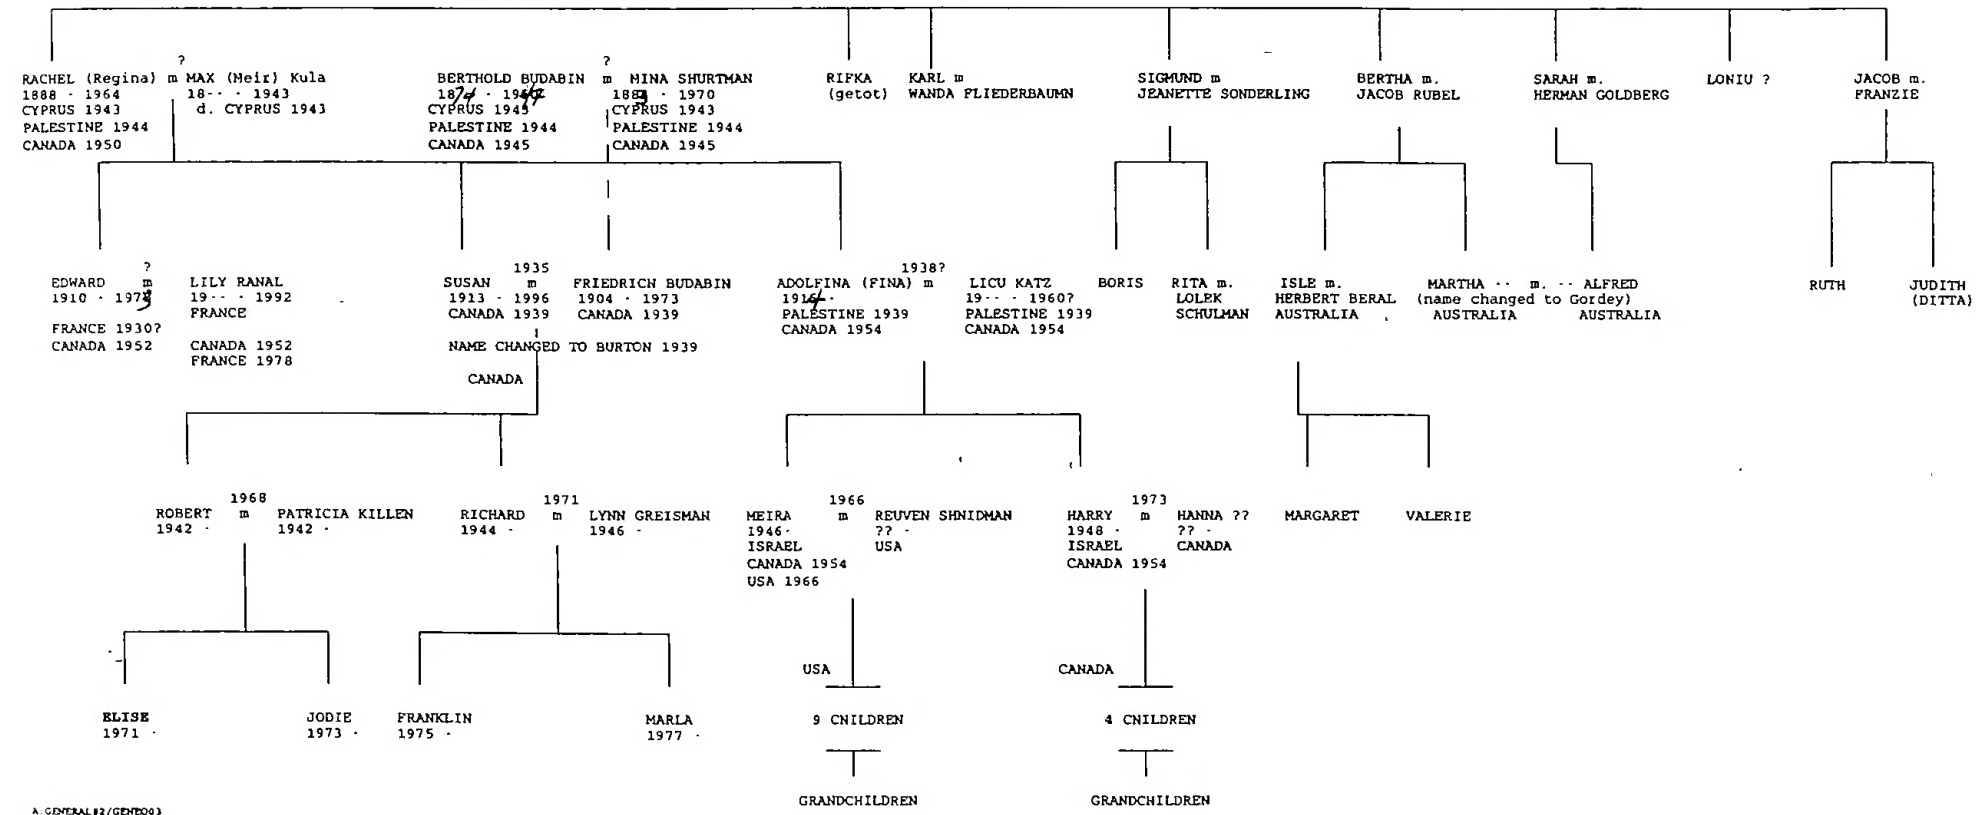 ?
?
RACHEL (Regina) m MAX (Meir) Kula
BERTHOLD BUDABIN m MINA SHURTMAN
RIFKA
KARL m
SIGMUND m
BERTHA m.
SARAH m.
LONIU ?
JACOB m.
1888 - 1964
18-- - 1943
(getot)
WANDA FLIEDERBAUMN
JEANETTE SONDERLING
JACOB RUBEL
HERMAN GOLDBERG
FRANZIE
- 1970
CYPRUS 1943
d. CYPRUS 1943
CYPRUS 1943
CYPRUS 1943
PALESTINE 1944
PALESTINE 1944
PALESTINE 1944
CANADA 1950
CANADA 1945
CANADA 1945
?
1935
1938?
EDWARD m
LILY RANAL
SUSAN m
FRIEDRICH BUDABIN
ADOLFINA (FINA) m
LICU KATZ
BORIS
RITA m.
ISLE m.
MARTHA -- m. -- ALFRED
RUTH
JUDITH
1910 - 1973
19-- - 1992
1913 - 1996
1904 - 1973
1914 -
19-- - 1960?
LOLEK
HERBERT BERAL
(name changed to Gordey)
(DITTA)
FRANCE
CANADA 1939
CANADA 1939
PALESTINE 1939
PALESTINE 1939
SCHULMAN
AUSTRALIA
AUSTRALIA
AUSTRALIA
FRANCE 1930?
CANADA 1954
CANADA 1954
CANADA 1952
CANADA 1952
NAME CHANGED TO BURTON 1939
FRANCE 1978
CANADA
1968
1971
1966
1973
ROBERT m PATRICIA KILLEN
RICHARD m LYNN GREISMAN
MEIRA m REUVEN SHNIDMAN
HARRY m HANNA ??
MARGARET
VALERIE
1942 -
1942 -
1944 -
1946 -
1946-
?? -
1948 -
?? -
ISRAEL
USA
ISRAEL
CANADA
CANADA 1954
CANADA 1954
USA 1966
USA
CANADA
ELISE
JODIE
FRANKLIN
MARLA
9 CNILDREN
4 CNILDREN
1971 -
1973 -
1975 -
1977 -
GRANDCHILDREN
GRANDCHILDREN
A:GENERAL#2/GENEO03